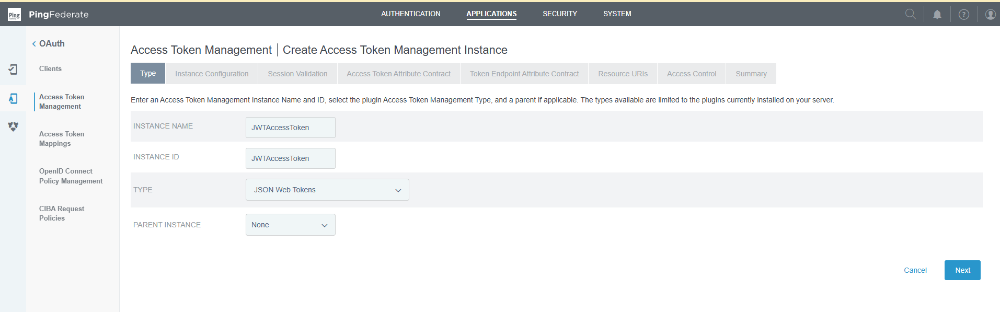 Ping
PingFederate
AUTHENTICATION
APPLICATIONS
SECURITY
SYSTEM
OAuth
Clients
Access Token
Management
Access Token
Mappings
OpenID Connect
Policy Management
CIBA Request
Policies
Access Token Management | Create Access Token Management Instance
Type
Instance Configuration
Session Validation
Access Token Attribute Contract
Token Endpoint Attribute Contract
Resource URIs
Access Control
Summary
Enter an Access Token Management Instance Name and ID, select the plugin Access Token Management Type, and a parent if applicable. The types available are limited to the plugins currently installed on your server.
INSTANCE NAME
JWTAccessToken
INSTANCE ID
JWTAccessToken
TYPE
JSON Web Tokens
PARENT INSTANCE
None
Cancel
Next